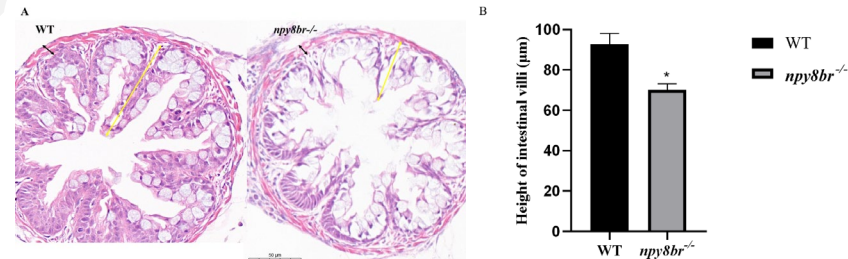 A
WT
npy8br-/-
50 μm
B
Height of intestinal villi (μm)
100
80
60
40
20
0
*
WT
npy8br -/-
WT
npy8br -/-